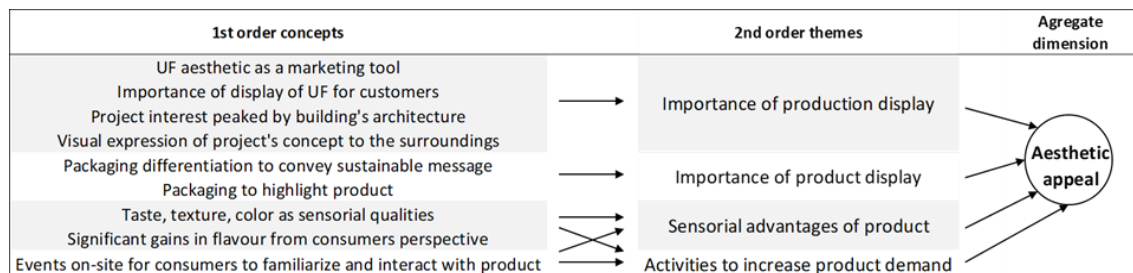 1st order concepts
2nd order themes
Agregate
dimension
UF aesthetic as a marketing tool
Importance of display of UF for customers
Project interest peaked by building's architecture
Visual expression of project's concept to the surroundings
Importance of production display
Packaging differentiation to convey sustainable message
Packaging to highlight product
Importance of product display
Taste, texture, color as sensorial qualities
Significant gains in flavour from consumers perspective
Sensorial advantages of product
Events on-site for consumers to familiarize and interact with product
Activities to increase product demand
Aesthetic
appeal